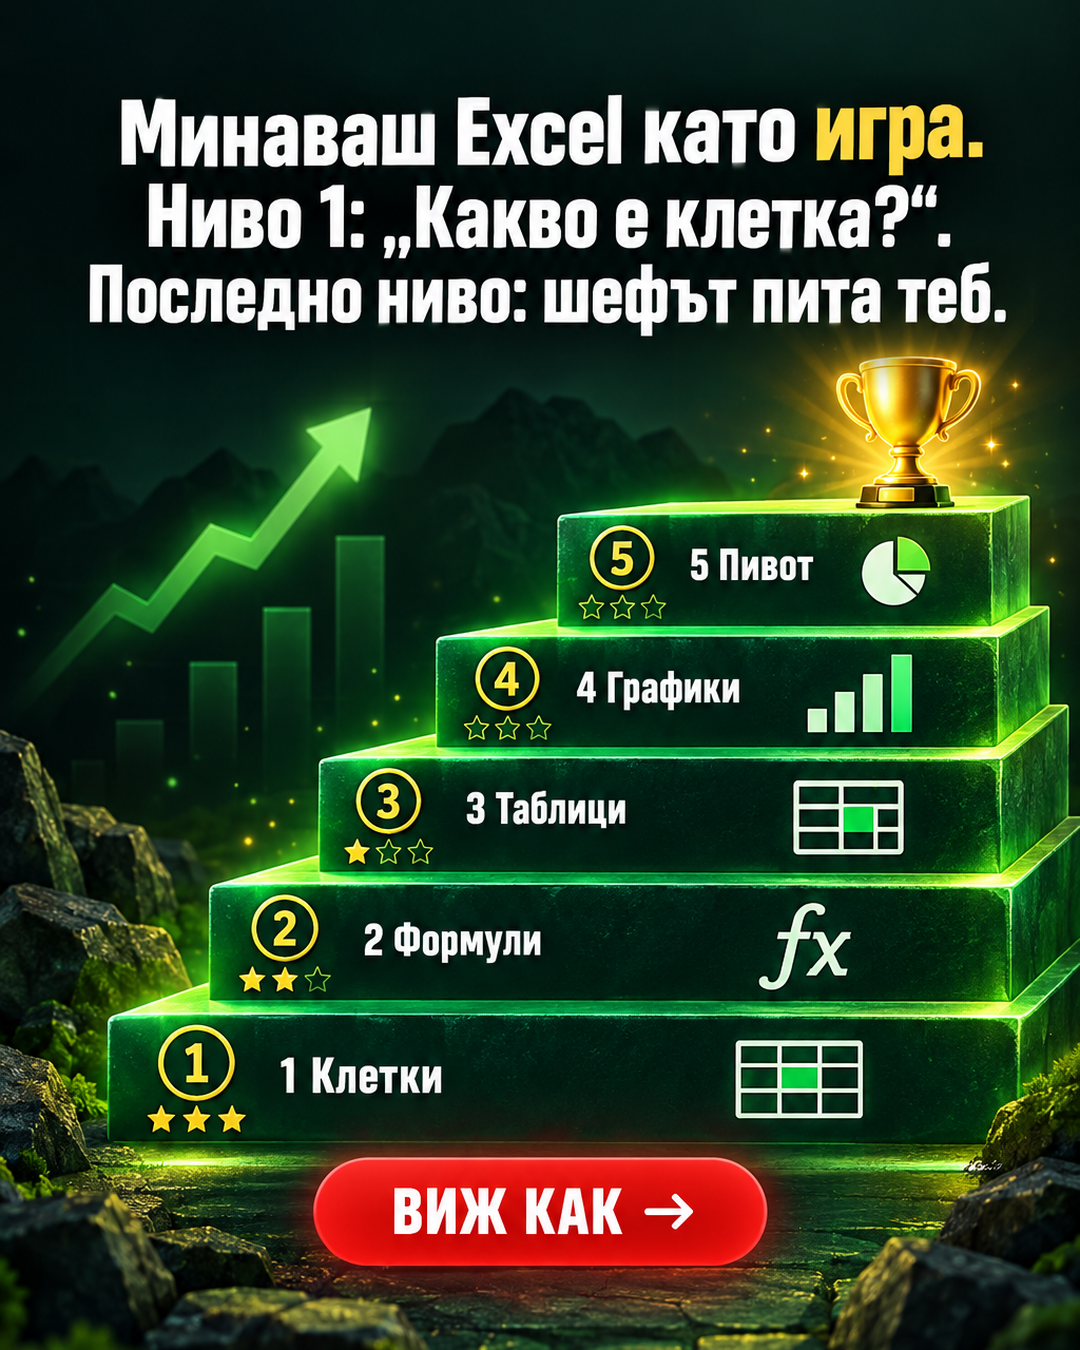 Минаваш Excel като игра.
Ниво 1: „Какво е клетка?“.
Последно ниво: шефът пита теб.
5
5 Пивот
4
4 Графики
3
3 Таблици
2
2 Формули
fx
1
1 Клетки
ВИЖ КАК →